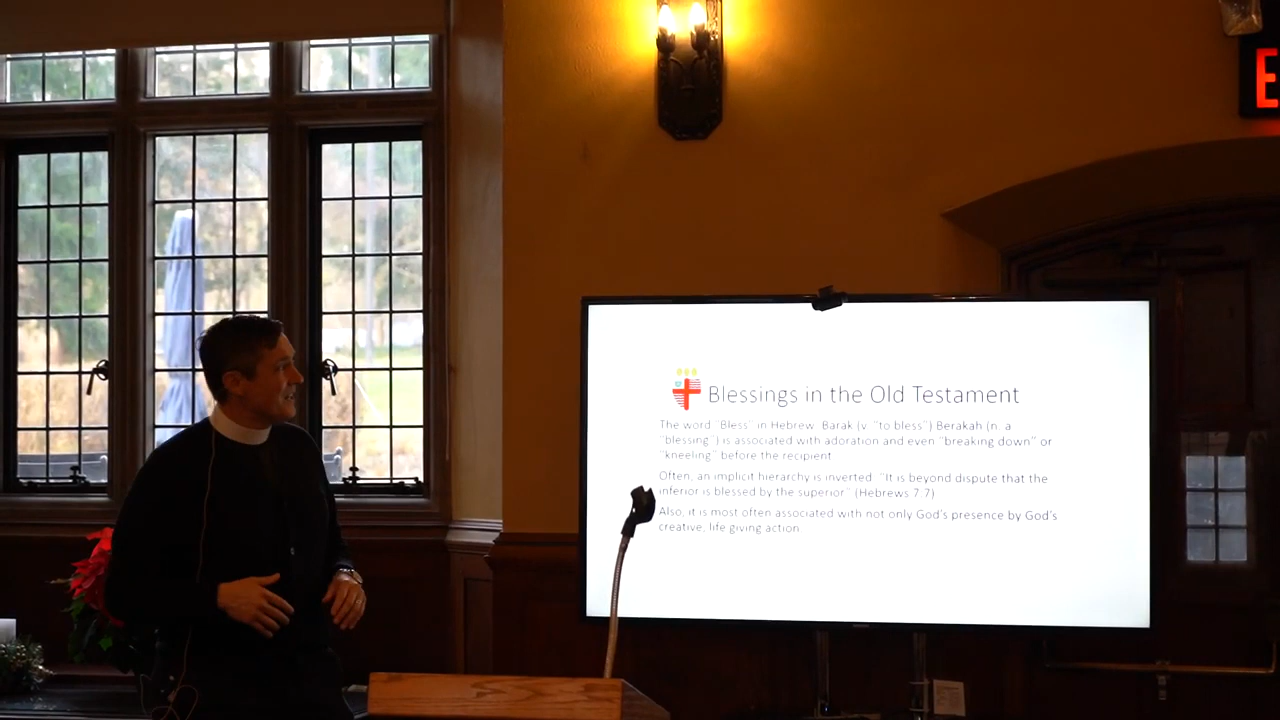 E
Blessings in the Old Testament
The word "Bless" in Hebrew: Barak (v. "to bless") Berakah (n. a
"blessing") is associated with adoration and even "breaking down" or
"kneeling" before the recipient
Often, an implicit hierarchy is inverted. "It is beyond dispute that the
inferior is blessed by the superior" (Hebrews 7:7)
Also, it is most often associated with not only God's presence by God's
creative, life giving action